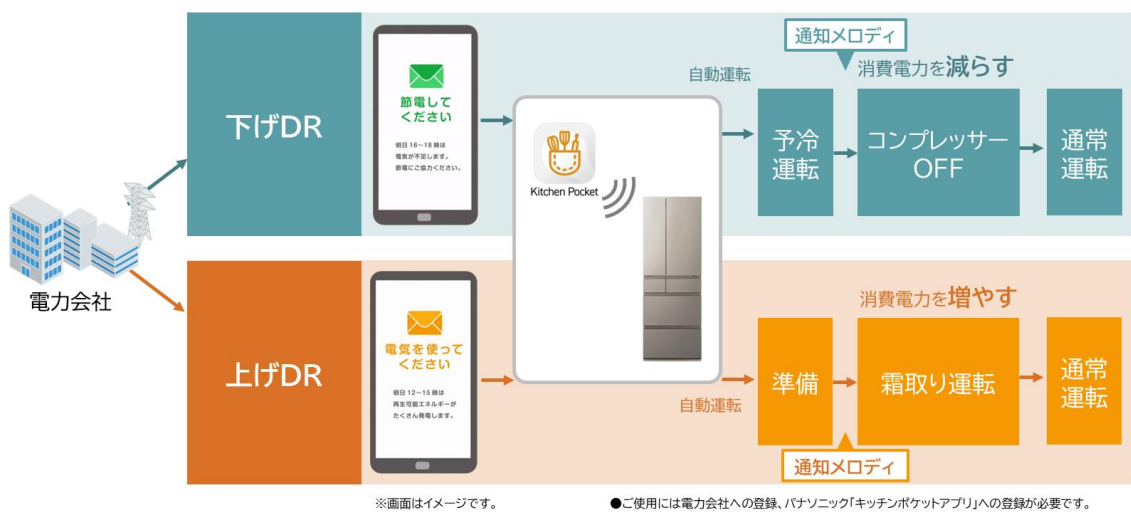 電力会社
下げDR
節電して
ください
明日16~18時は
電気が不足します。
節電にご協力ください。
Kitchen Pocket
自動運転
通知メロディ
消費電力を減らす
予冷
運転
コンプレッサー
OFF
通常
運転
上げDR
電気を使って
ください
明日12~15時は
再生可能エネルギーが
たくさん発電します。
自動運転
消費電力を増やす
準備
霜取り運転
通常
運転
通知メロディ
※画面はイメージです。
●ご使用には電力会社への登録、パナソニック「キッチンポケットアプリ」への登録が必要です。